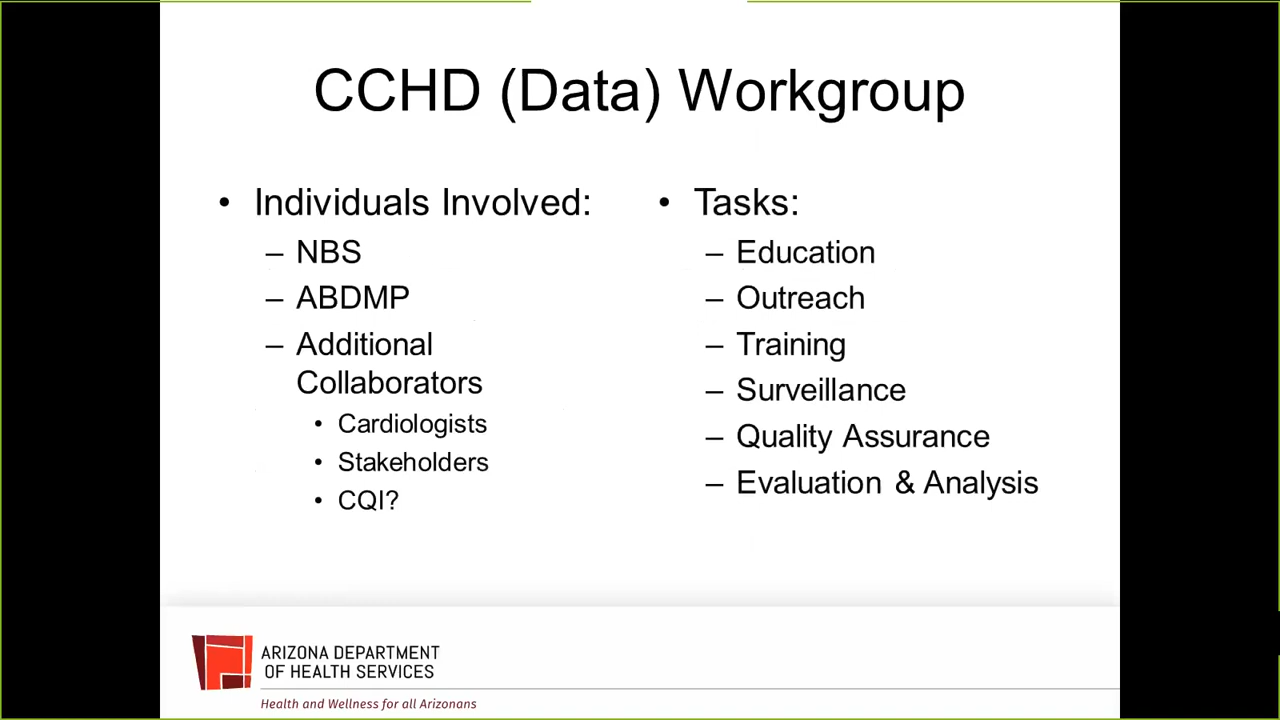 CCHD (Data) Workgroup
• Individuals Involved:
– NBS
– ABDMP
– Additional
Collaborators
• Cardiologists
• Stakeholders
• CQI?
• Tasks:
– Education
– Outreach
– Training
– Surveillance
– Quality Assurance
– Evaluation & Analysis
ARIZONA DEPARTMENT
OF HEALTH SERVICES
Health and Wellness for all Arizonans